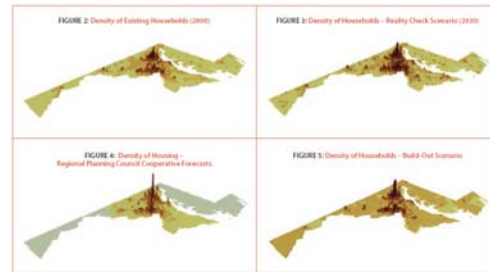 FIGURE 2: Density of Existing Households (2000)
FIGURE 3: Density of Households – Reality Check Scenario (2030)
FIGURE 4: Density of Housing –
Regional Planning Council Cooperative Forecasts
FIGURE 5: Density of Households – Build-Out Scenario